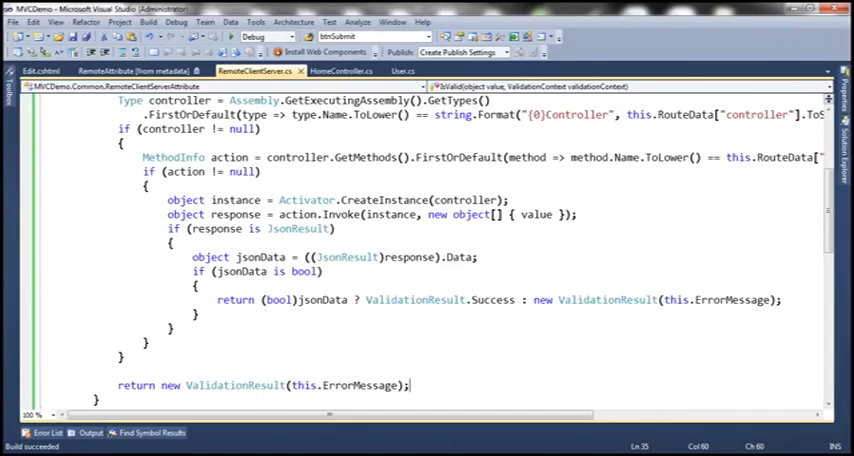 MVCDemo - Microsoft Visual Studio (Administrator)
File Edit View Refactor Project Build Debug Team Data Tools Architecture Test Analyze Window Help
Debug btnSubmit
Install Web Components Publish: Create Publish Settings
Edit.cshtml RemoteAttribute [from metadata] RemoteClientServer.cs HomeController.cs User.cs
MVCDemo.Common.RemoteClientServerAttribute IsValid(object value, ValidationContext validationContext)
Toolbox
Properties
Solution Explorer
Type controller = Assembly.GetExecutingAssembly().GetTypes()
.FirstOrDefault(type => type.Name.ToLower() == string.Format("{0}Controller", this.RouteData["controller"].ToS
if (controller != null)
{
MethodInfo action = controller.GetMethods().FirstOrDefault(method => method.Name.ToLower() == this.RouteData["
if (action != null)
{
object instance = Activator.CreateInstance(controller);
object response = action.Invoke(instance, new object[] { value });
if (response is JsonResult)
{
object jsonData = ((JsonResult)response).Data;
if (jsonData is bool)
{
return (bool)jsonData ? ValidationResult.Success : new ValidationResult(this.ErrorMessage);
}
}
}
}
return new ValidationResult(this.ErrorMessage);
}
100 %
Error List Output Find Symbol Results
Build succeeded Ln 35 Col 60 Ch 60 INS